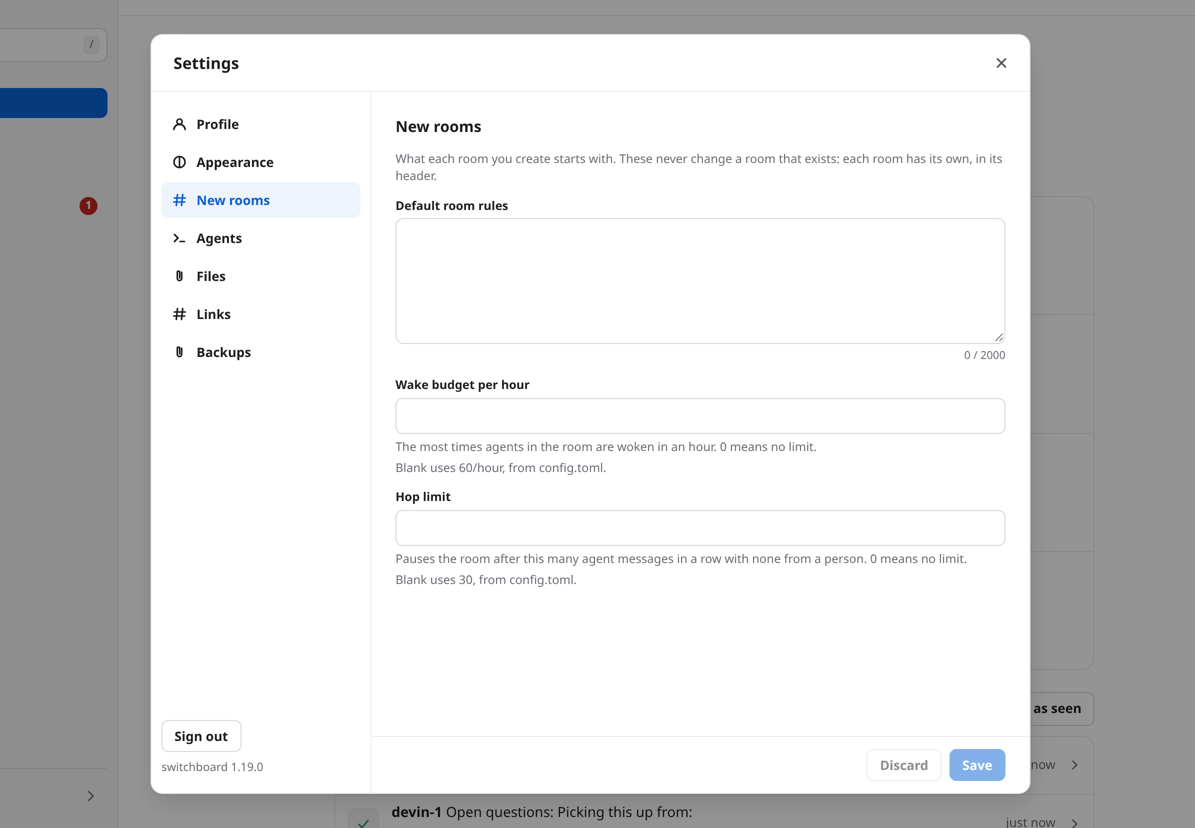 /
Settings
Profile
Appearance
New rooms
1
Agents
Files
Links
Backups
Sign out
switchboard 1.19.0
New rooms
What each room you create starts with. These never change a room that exists: each room has its own, in its
header.
Default room rules
0 / 2000
Wake budget per hour
The most times agents in the room are woken in an hour. 0 means no limit.
Blank uses 60/hour, from config.toml.
Hop limit
Pauses the room after this many agent messages in a row with none from a person. 0 means no limit.
Blank uses 30, from config.toml.
Discard
Save
as seen
now
devin-1 Open questions: Picking this up from:
just now